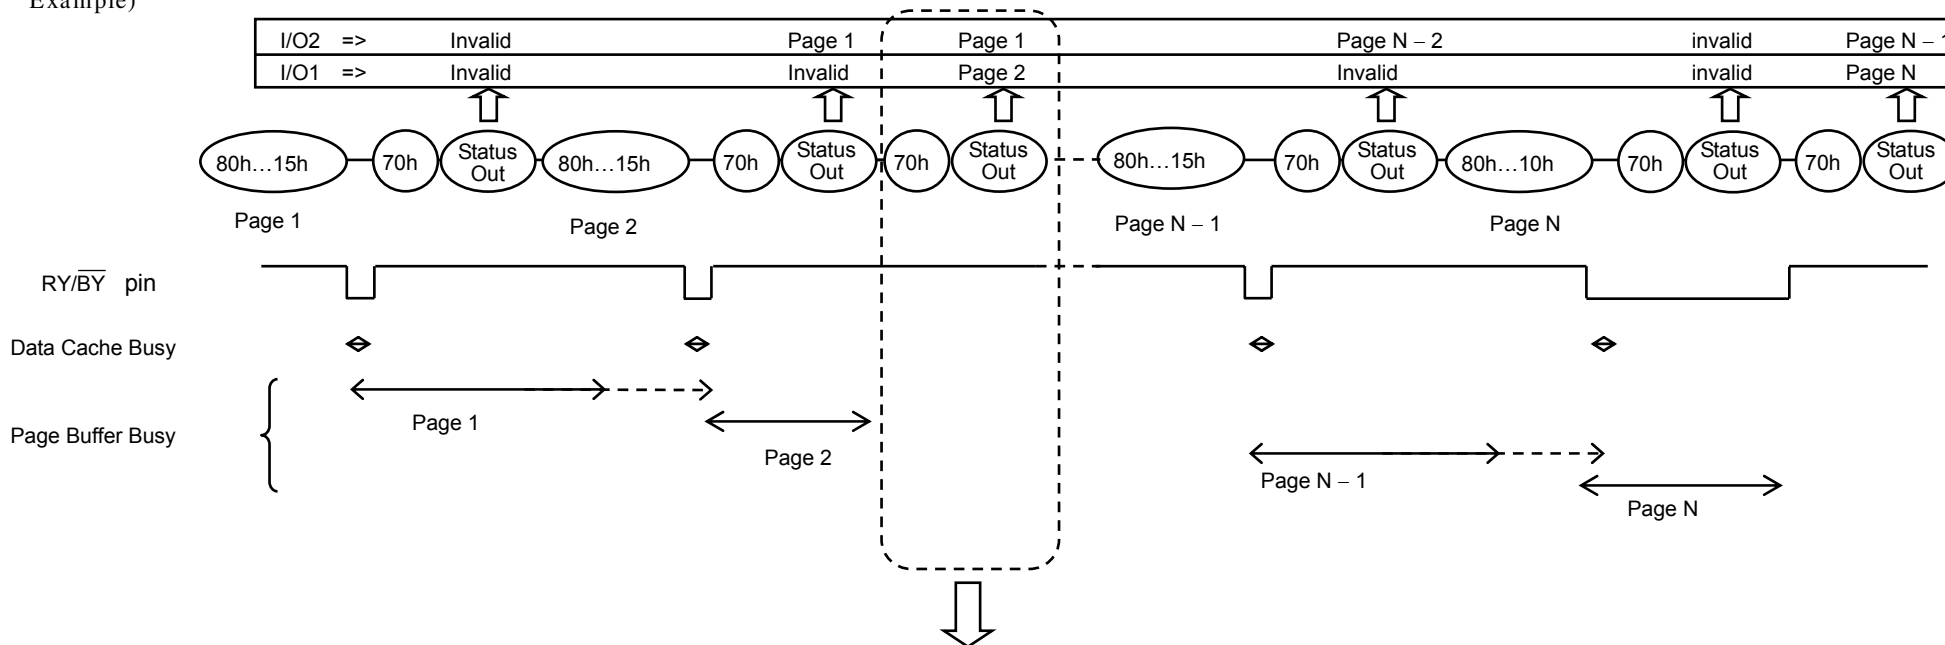 Example)
I/O2 => Invalid Page 1 Page 1 Page N – 2 invalid Page N – 1
I/O1 => Invalid Invalid Page 2 Invalid invalid Page N
80h…15h 70h Status Out 80h…15h 70h Status Out 70h Status Out 80h…15h 70h Status Out 80h…10h 70h Status Out 70h Status Out
Page 1 Page 2 Page N – 1 Page N
RY/B̅Y̅ pin
Data Cache Busy
Page 1
Page Buffer Busy
Page 2
Page N – 1
Page N